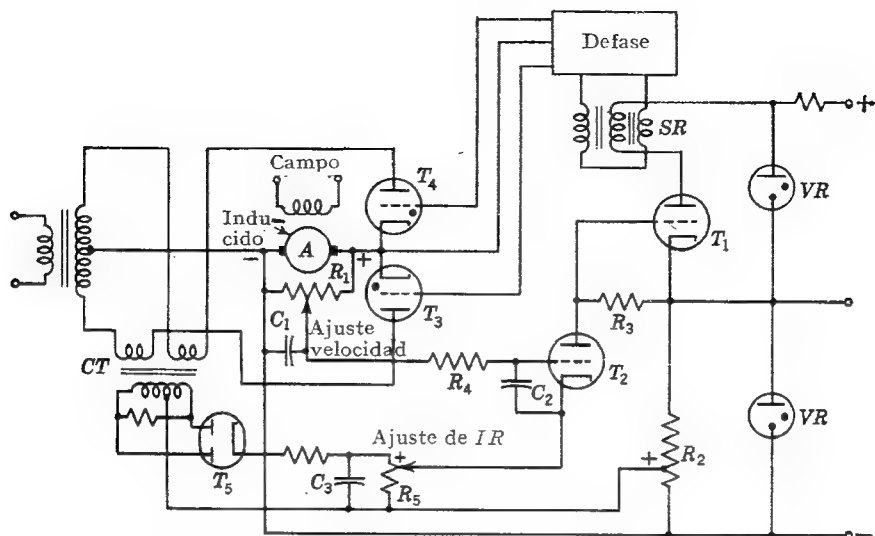 Defase
SR
+
Campo
T4
VR
Indu-
cido
A
T1
-
+
R1
T3
R3
C1
Ajuste
velocidad
CT
R4
C2
T2
VR
Ajuste de IR
+
R2
+
T5
C3
R5
-